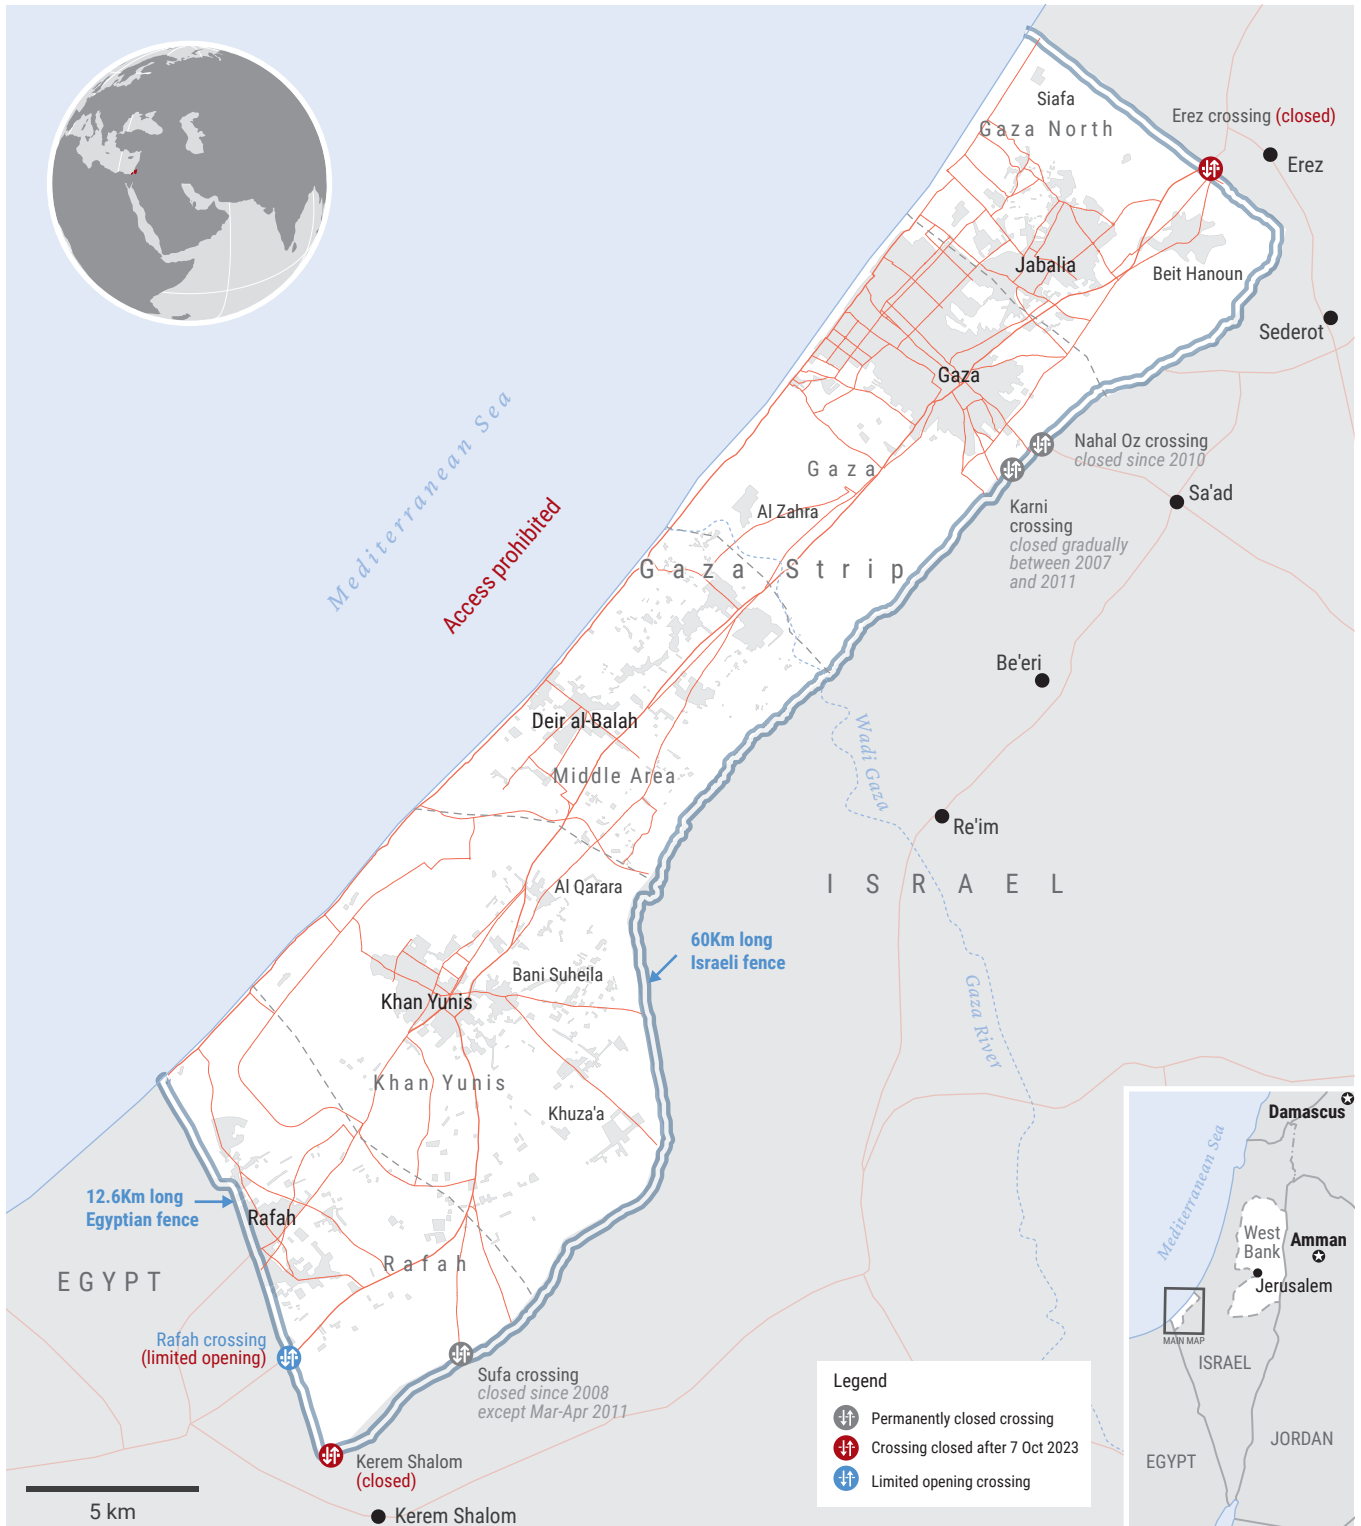 Siafa
Gaza North
Erez crossing (closed)
Erez
Jabalia
Beit Hanoun
Sederot
Gaza
Mediterranean Sea
Access prohibited
Nahal Oz crossing
closed since 2010
Gaza
Sa'ad
Al Zahra
Karni
crossing
closed gradually
between 2007
and 2011
Gaza Strip
Be'eri
Deir al-Balah
Wadi Gaza
Middle Area
Re'im
ISRAEL
Al Qarara
60Km long
Israeli fence
Bani Suheila
Khan Yunis
Gaza River
Khan Yunis
Khuza'a
12.6Km long
Egyptian fence
Rafah
Rafah
EGYPT
Rafah crossing
(limited opening)
Sufa crossing
closed since 2008
except Mar-Apr 2011
Kerem Shalom
(closed)
Kerem Shalom
5 km
Legend
Permanently closed crossing
Crossing closed after 7 Oct 2023
Limited opening crossing
Damascus
Mediterranean Sea
West
Bank
Amman
Jerusalem
MAIN MAP
ISRAEL
JORDAN
EGYPT